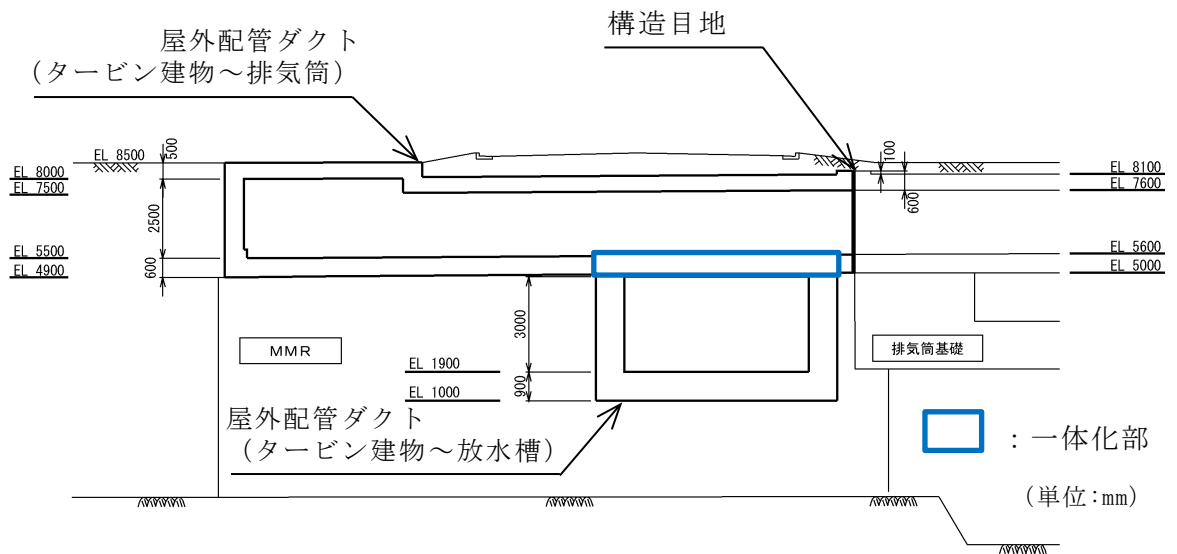 構造目地
屋外配管ダクト
（タービン建物～排気筒）
EL 8500
500
100
EL 8000
EL 7500
EL 8100
EL 7600
600
2500
EL 5500
EL 4900
600
EL 5600
EL 5000
3000
MMR
排気筒基礎
EL 1900
900
EL 1000
屋外配管ダクト
（タービン建物～放水槽）
：一体化部
（単位:mm）